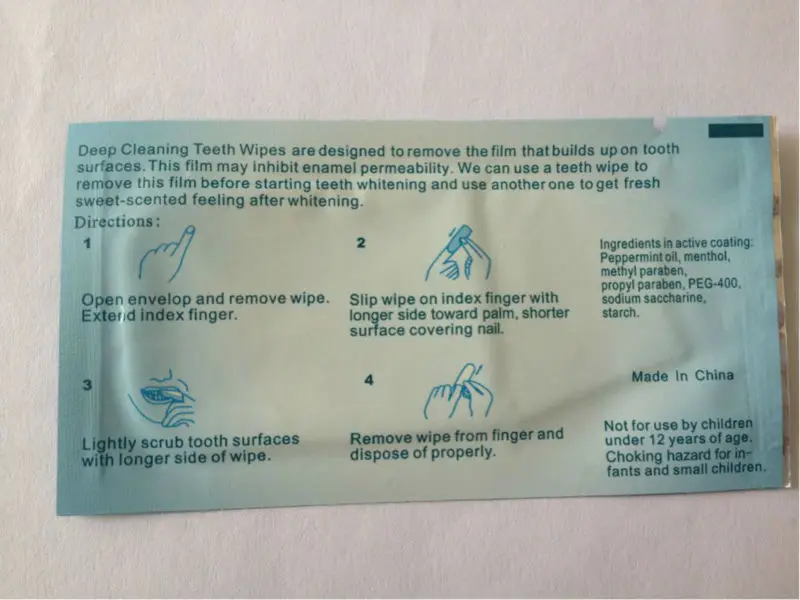 Deep Cleaning Teeth Wipes are designed to remove the film that builds up on tooth
surfaces. This film may inhibit enamel permeability. We can use a teeth wipe to
remove this film before starting teeth whitening and use another one to get fresh
sweet-scented feeling after whitening.
Directions:
1
Open envelop and remove wipe.
Extend index finger.
2
Slip wipe on index finger with
longer side toward palm, shorter
surface covering nail.
Ingredients in active coating:
Peppermint oil, menthol,
methyl paraben,
propyl paraben, PEG-400,
sodium saccharine,
starch.
3
Lightly scrub tooth surfaces
with longer side of wipe.
4
Remove wipe from finger and
dispose of properly.
Made in China
Not for use by children
under 12 years of age.
Choking hazard for in-
fants and small children.